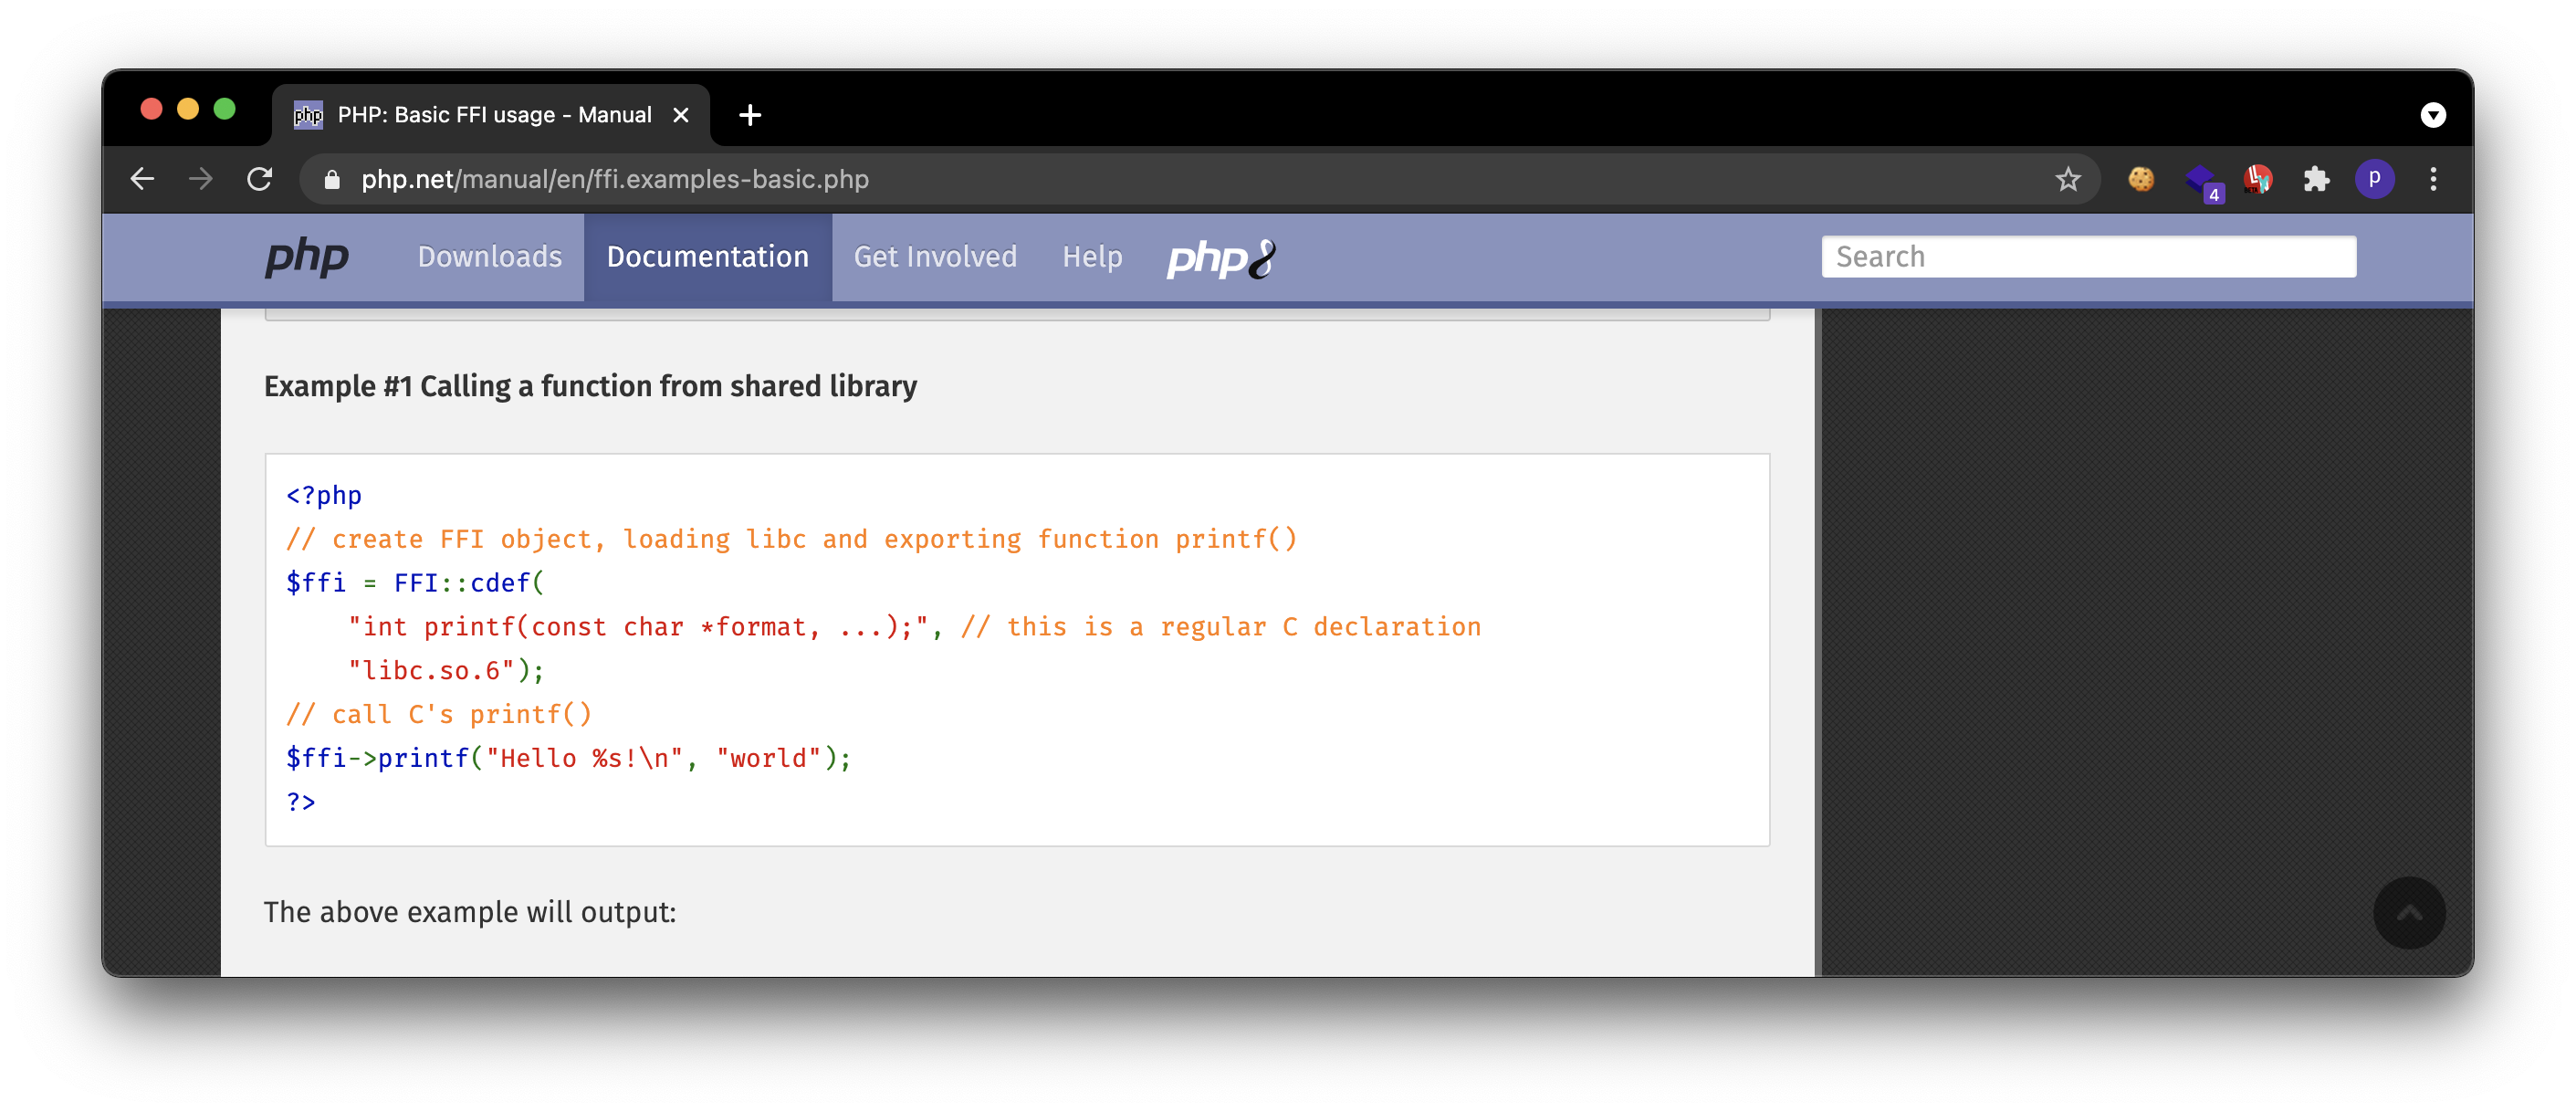 php PHP: Basic FFI usage - Manual
php.net/manual/en/ffi.examples-basic.php
4
p
php Downloads Documentation Get Involved Help php8 Search
Example #1 Calling a function from shared library
<?php
// create FFI object, loading libc and exporting function printf()
$ffi = FFI::cdef(
    "int printf(const char *format, ...);", // this is a regular C declaration
    "libc.so.6");
// call C's printf()
$ffi->printf("Hello %s!\n", "world");
?>
The above example will output: